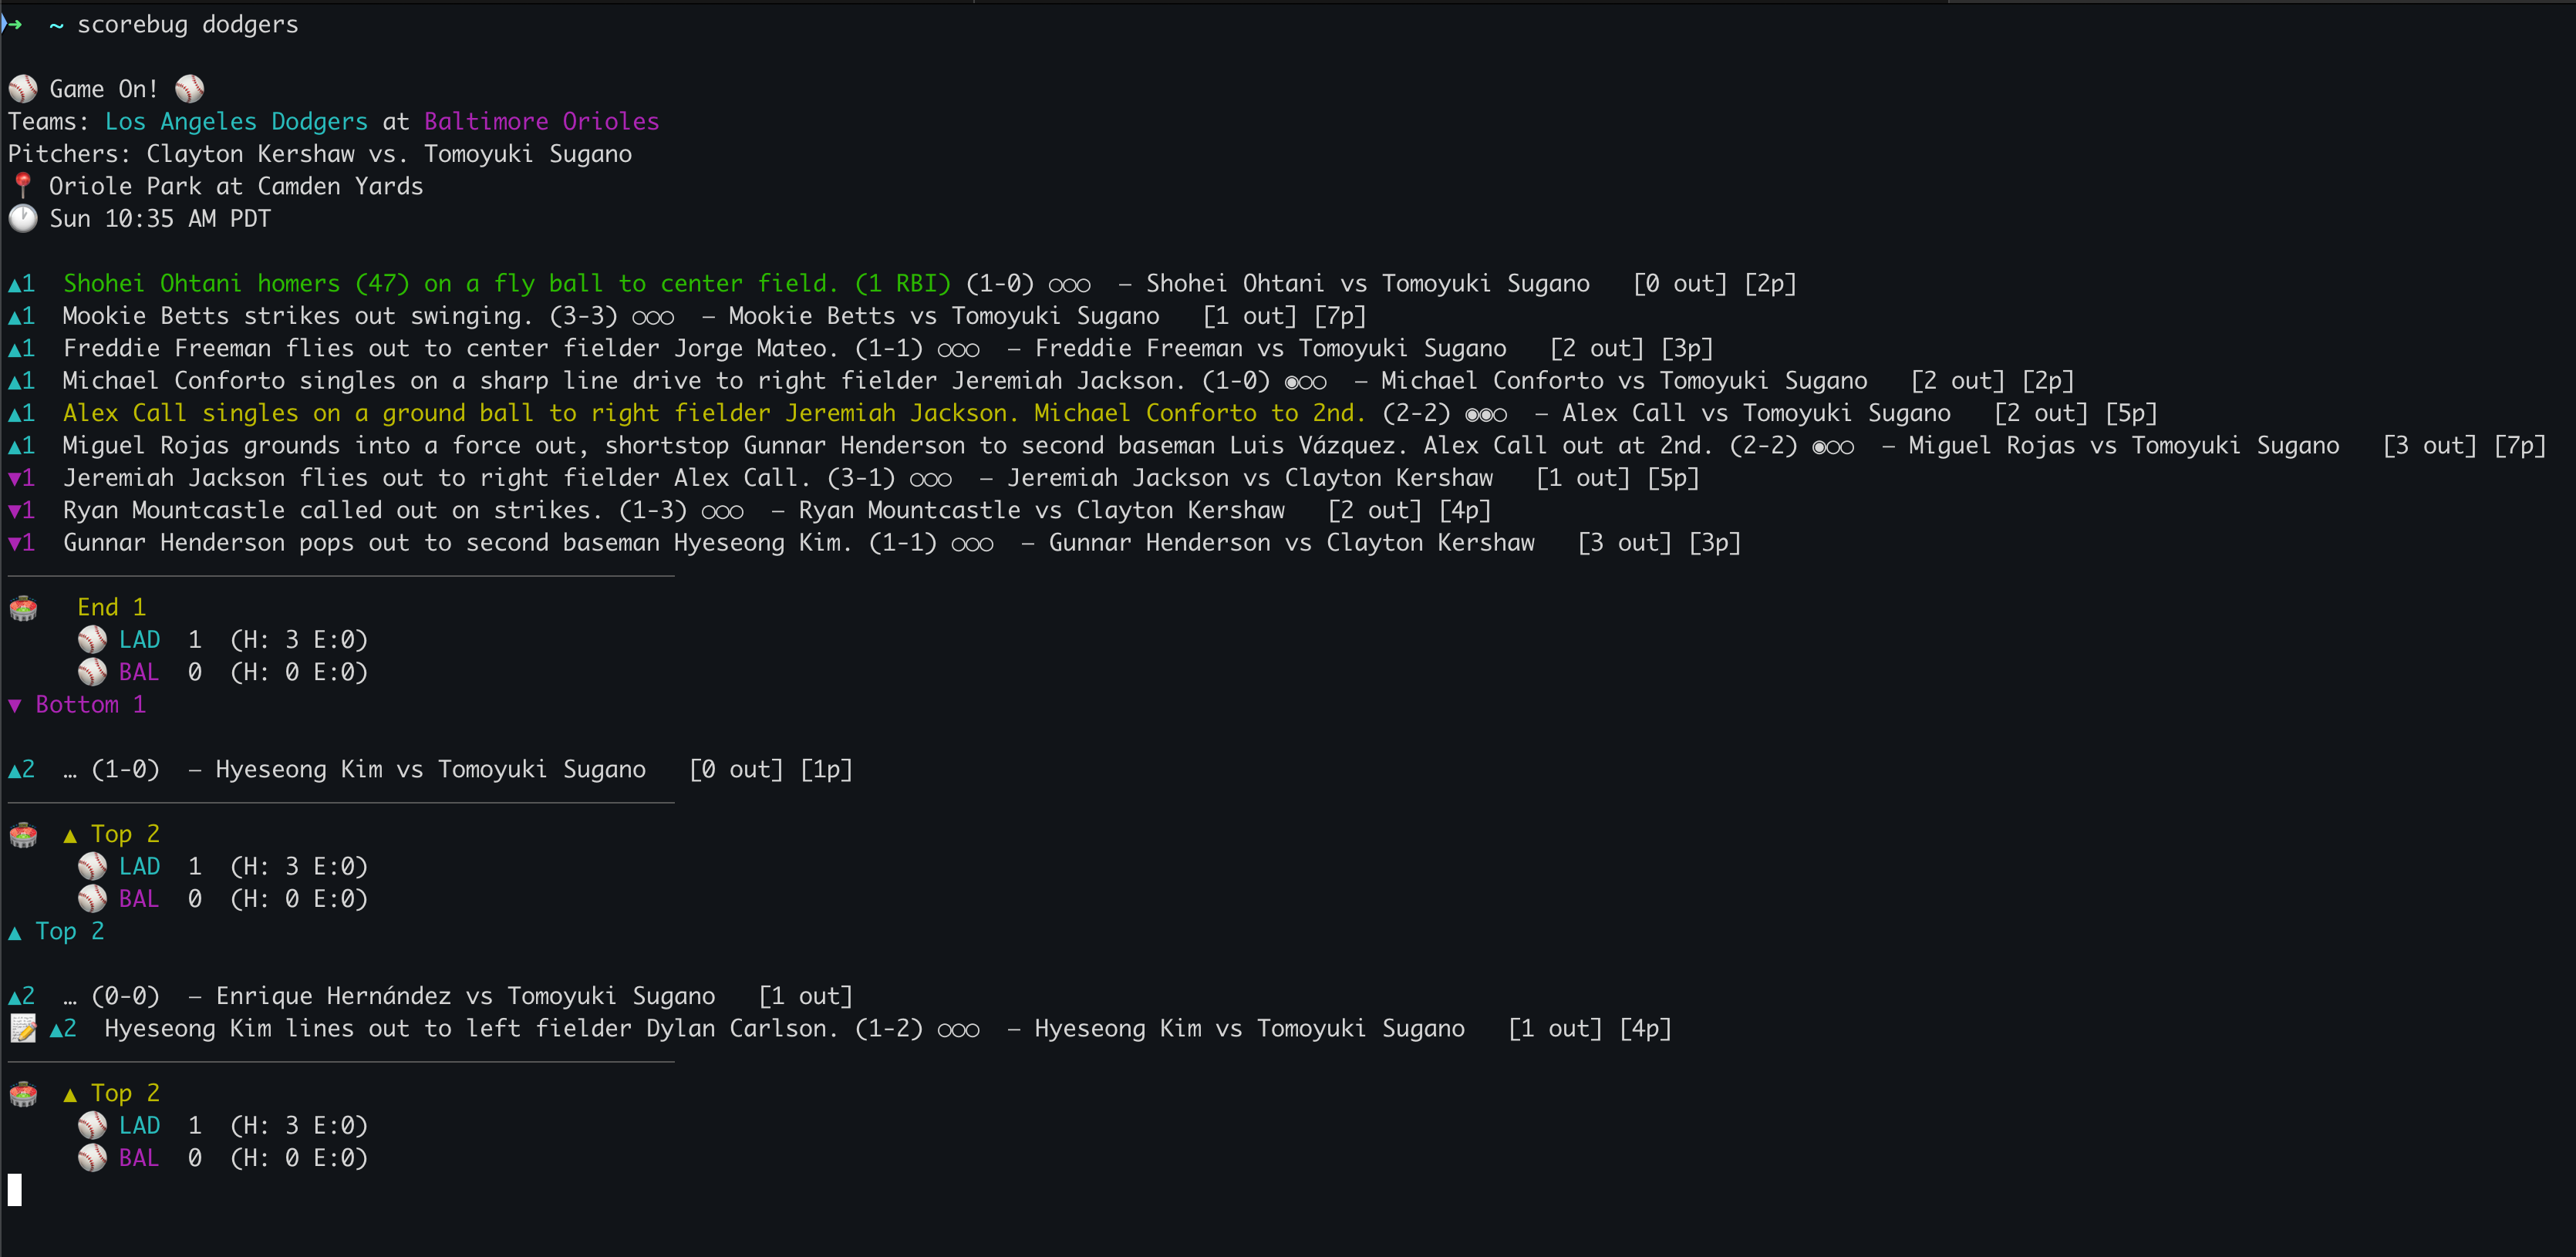 ➜ ~ scorebug dodgers
⚾ Game On! ⚾
Teams: Los Angeles Dodgers at Baltimore Orioles
Pitchers: Clayton Kershaw vs. Tomoyuki Sugano
📍 Oriole Park at Camden Yards
🕐 Sun 10:35 AM PDT
▲1 Shohei Ohtani homers (47) on a fly ball to center field. (1 RBI) (1-0) ○○○ — Shohei Ohtani vs Tomoyuki Sugano [0 out] [2p]
▲1 Mookie Betts strikes out swinging. (3-3) ○○○ — Mookie Betts vs Tomoyuki Sugano [1 out] [7p]
▲1 Freddie Freeman flies out to center fielder Jorge Mateo. (1-1) ○○○ — Freddie Freeman vs Tomoyuki Sugano [2 out] [3p]
▲1 Michael Conforto singles on a sharp line drive to right fielder Jeremiah Jackson. (1-0) ◉○○ — Michael Conforto vs Tomoyuki Sugano [2 out] [2p]
▲1 Alex Call singles on a ground ball to right fielder Jeremiah Jackson. Michael Conforto to 2nd. (2-2) ◉◉○ — Alex Call vs Tomoyuki Sugano [2 out] [5p]
▲1 Miguel Rojas grounds into a force out, shortstop Gunnar Henderson to second baseman Luis Vázquez. Alex Call out at 2nd. (2-2) ◉○○ — Miguel Rojas vs Tomoyuki Sugano [3 out] [7p]
▼1 Jeremiah Jackson flies out to right fielder Alex Call. (3-1) ○○○ — Jeremiah Jackson vs Clayton Kershaw [1 out] [5p]
▼1 Ryan Mountcastle called out on strikes. (1-3) ○○○ — Ryan Mountcastle vs Clayton Kershaw [2 out] [4p]
▼1 Gunnar Henderson pops out to second baseman Hyeseong Kim. (1-1) ○○○ — Gunnar Henderson vs Clayton Kershaw [3 out] [3p]
🏟 End 1
⚾ LAD 1 (H: 3 E:0)
⚾ BAL 0 (H: 0 E:0)
▼ Bottom 1
▲2 … (1-0) — Hyeseong Kim vs Tomoyuki Sugano [0 out] [1p]
🏟 ▲ Top 2
⚾ LAD 1 (H: 3 E:0)
⚾ BAL 0 (H: 0 E:0)
▲ Top 2
▲2 … (0-0) — Enrique Hernández vs Tomoyuki Sugano [1 out]
📝 ▲2 Hyeseong Kim lines out to left fielder Dylan Carlson. (1-2) ○○○ — Hyeseong Kim vs Tomoyuki Sugano [1 out] [4p]
🏟 ▲ Top 2
⚾ LAD 1 (H: 3 E:0)
⚾ BAL 0 (H: 0 E:0)